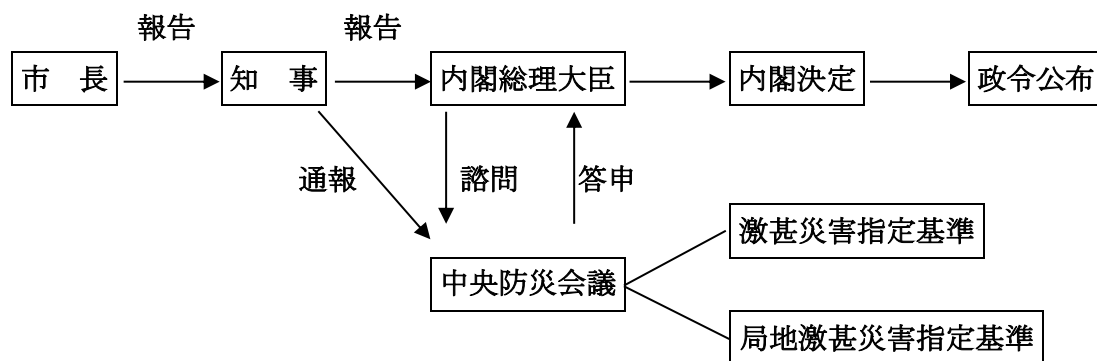 報告 報告
市　長 知　事 内閣総理大臣 内閣決定 政令公布
通報 諮問 答申
激甚災害指定基準
中央防災会議
局地激甚災害指定基準